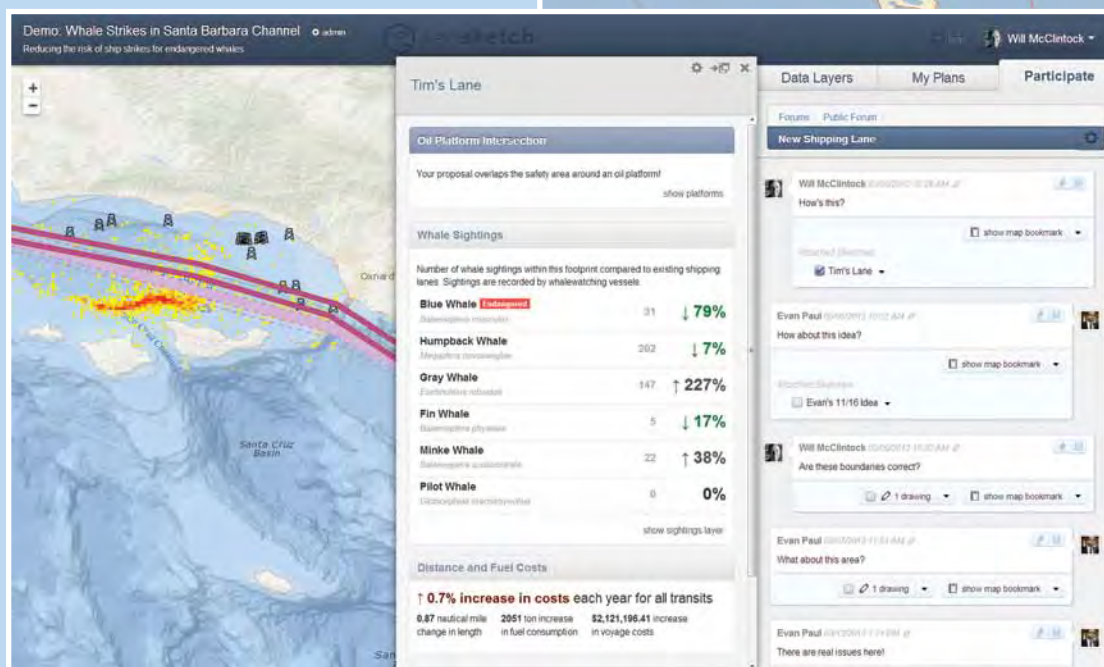 Demo: Whale Strikes in Santa Barbara Channel admin
Reducing the risk of ship strikes for endangered whales
sketch
Will McClintock
+
−
Oxnard
Santa Cruz
Basin
San
Tim's Lane
Oil Platform Intersection
Your proposal overlaps the safety area around an oil platform!
show platforms
Whale Sightings
Number of whale sightings within this footprint compared to existing shipping
lanes. Sightings are recorded by whalewatching vessels.
Blue Whale Endangered
31 ↓ 79%
Humpback Whale
202 ↓ 7%
Gray Whale
147 ↑ 227%
Fin Whale
5 ↓ 17%
Minke Whale
22 ↑ 38%
Pilot Whale
0 0%
show sightings layer
Distance and Fuel Costs
↑ 0.7% increase in costs each year for all transits
0.87 nautical mile
change in length
2051 ton increase
in fuel consumption
$2,121,196.41 increase
in voyage costs
Data Layers
My Plans
Participate
Forums Public Forum
New Shipping Lane
Will McClintock
How's this?
show map bookmark
Attached Sketches
Tim's Lane
Evan Paul
How about this idea?
show map bookmark
Attached Sketches
Evan's 11/16 Idea
Will McClintock
Are these boundaries correct?
1 drawing show map bookmark
Evan Paul
What about this area?
1 drawing show map bookmark
Evan Paul
There are real issues here!